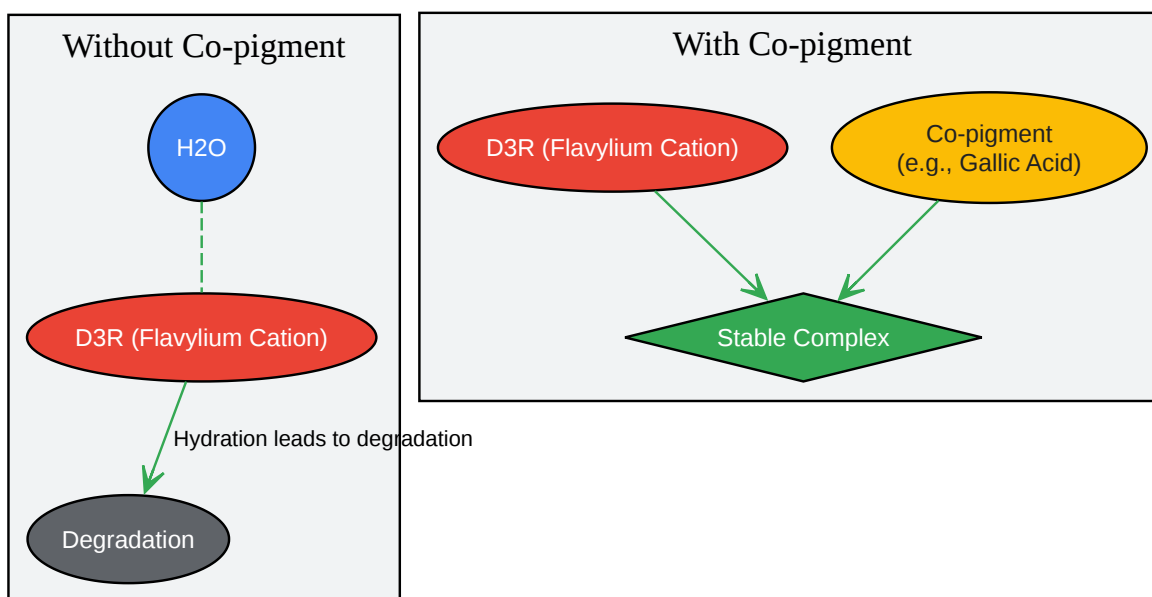 Without Co-pigment
H2O
D3R (Flavylium Cation)
Hydration leads to degradation
Degradation
With Co-pigment
D3R (Flavylium Cation)
Co-pigment
(e.g., Gallic Acid)
Stable Complex